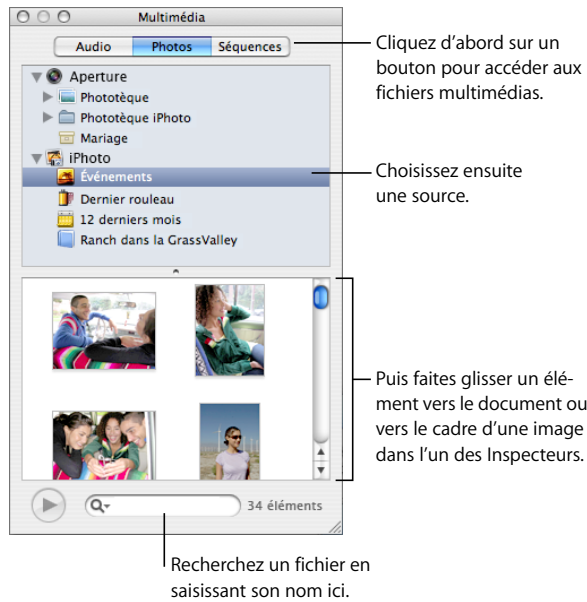 Multimédia
Audio Photos Séquences
Cliquez d'abord sur un
bouton pour accéder aux
fichiers multimédias.
Aperture
Photothèque
Photothèque iPhoto
Mariage
iPhoto
Événements
Choisissez ensuite
une source.
Dernier rouleau
12 derniers mois
Ranch dans la GrassValley
Puis faites glisser un élé-
ment vers le document ou
vers le cadre d'une image
dans l'un des Inspecteurs.
34 éléments
Recherchez un fichier en
saisissant son nom ici.